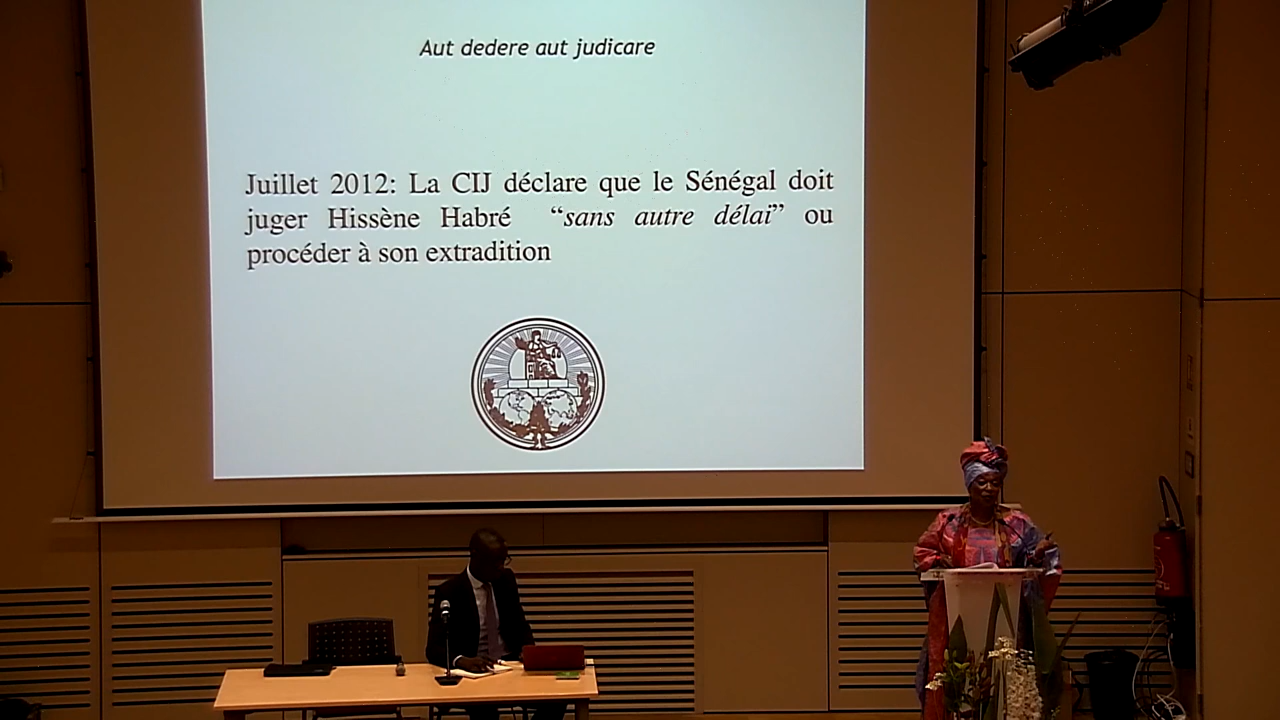 Aut dedere aut judicare
Juillet 2012: La CIJ déclare que le Sénégal doit
juger Hissène Habré “sans autre délai” ou
procéder à son extradition